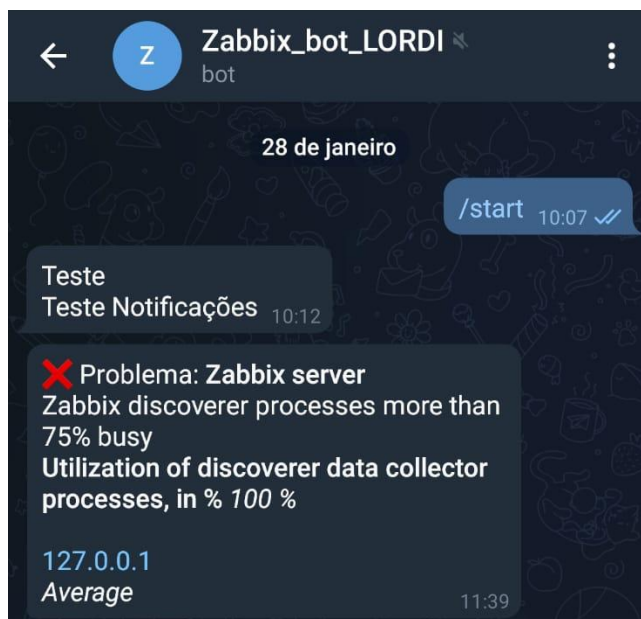 Z
Zabbix_bot_LORDI
bot
28 de janeiro
/start 10:07
Teste
Teste Notificações 10:12
❌ Problema: Zabbix server
Zabbix discoverer processes more than
75% busy
Utilization of discoverer data collector
processes, in % 100 %
127.0.0.1
Average 11:39